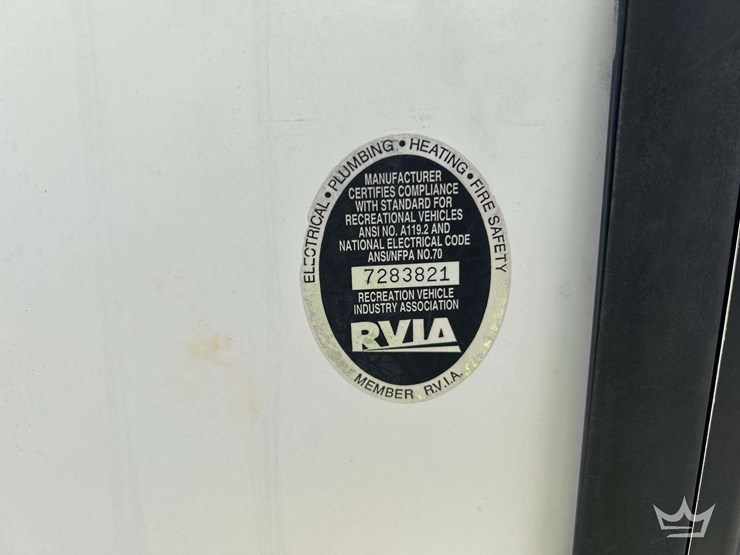 ELECTRICAL • PLUMBING • HEATING • FIRE SAFETY
MANUFACTURER
CERTIFIES COMPLIANCE
WITH STANDARD FOR
RECREATIONAL VEHICLES
ANSI NO. A119.2 AND
NATIONAL ELECTRICAL CODE
ANSI/NFPA NO.70
7283821
RECREATION VEHICLE
INDUSTRY ASSOCIATION
RVIA
MEMBER R.V.I.A.